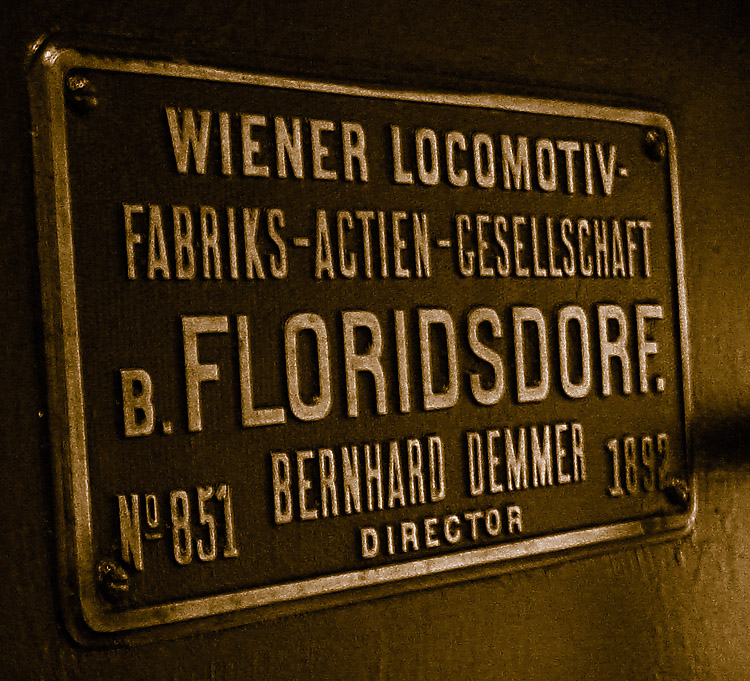 WIENER LOCOMOTIV-
FABRIKS-ACTIEN-GESELLSCHAFT
B. FLORIDSDORF.
BERNHARD DEMMER
Nº 851 DIRECTOR 1892